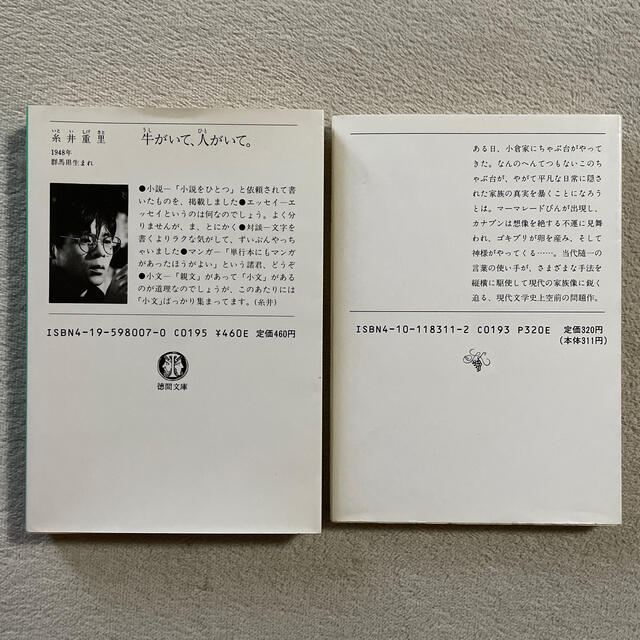 いと い しげ さと
糸井重里
うし ひと
牛がいて、人がいて。
1948年
群馬県生まれ
●小説―「小説をひとつ」と依頼されて書
いたものを、掲載しました●エッセイ―エ
ッセイというのは何なのでしょう。よく分
りませんが、ま、とにかく●対談―文字を
書くよりラクな気がして、ずいぶんやっち
ゃいました●マンガ―「単行本にもマンガ
があったほうがよい」という諸君、どうぞ
●小文―「親文」があって「小文」がある
のが道理なのでしょうが、このあたりには
「小文」ばっかり集まってます。(糸井)
ISBN4-19-598007-0 C0195 ¥460E 定価460円
徳間文庫
ある日、小倉家にちゃぶ台がやって
きた。なんのへんてつもないこのち
ゃぶ台が、やがて平凡な日常に隠さ
れた家族の真実を暴くことになろう
とは。マーマレードびんが出現し、
カナブンは想像を絶する不運に見舞
われ、ゴキブリが卵を産み、そして
神様がやってくる……。当代随一の
言葉の使い手が、さまざまな手法を
縦横に駆使して現代の家族像に鋭く
迫る、現代文学史上空前の問題作。
ISBN4-10-118311-2 C0193 P320E 定価320円
(本体311円)